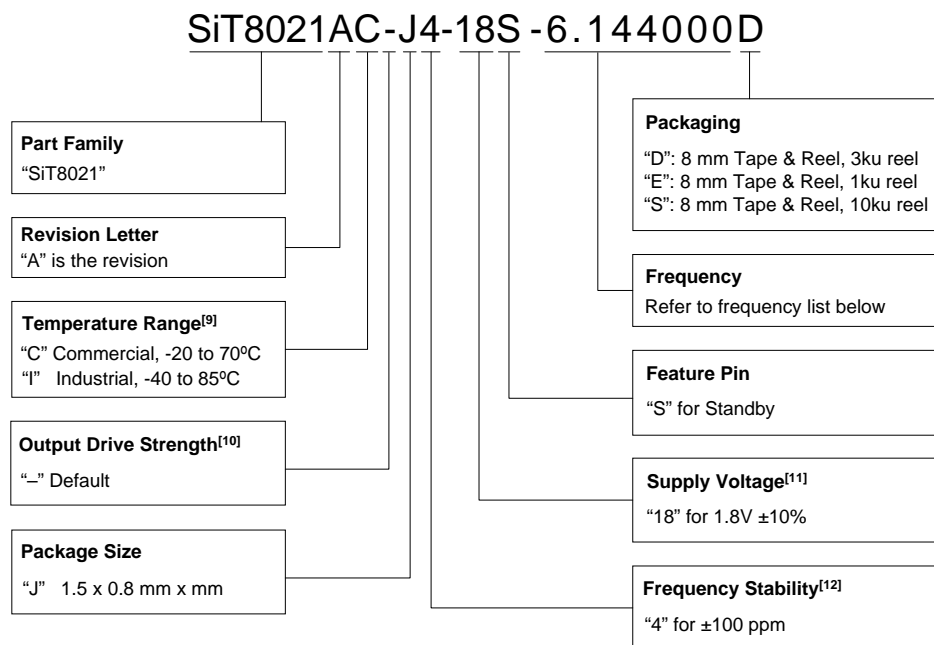 SiT8021AC-J4-18S-6.144000D
Part Family
“SiT8021”
Revision Letter
“A” is the revision
Temperature Range[9]
“C” Commercial, -20 to 70ºC
“I” Industrial, -40 to 85ºC
Output Drive Strength[10]
“–” Default
Package Size
“J” 1.5 x 0.8 mm x mm
Packaging
“D”: 8 mm Tape & Reel, 3ku reel
“E”: 8 mm Tape & Reel, 1ku reel
“S”: 8 mm Tape & Reel, 10ku reel
Frequency
Refer to frequency list below
Feature Pin
“S” for Standby
Supply Voltage[11]
“18” for 1.8V ±10%
Frequency Stability[12]
“4” for ±100 ppm